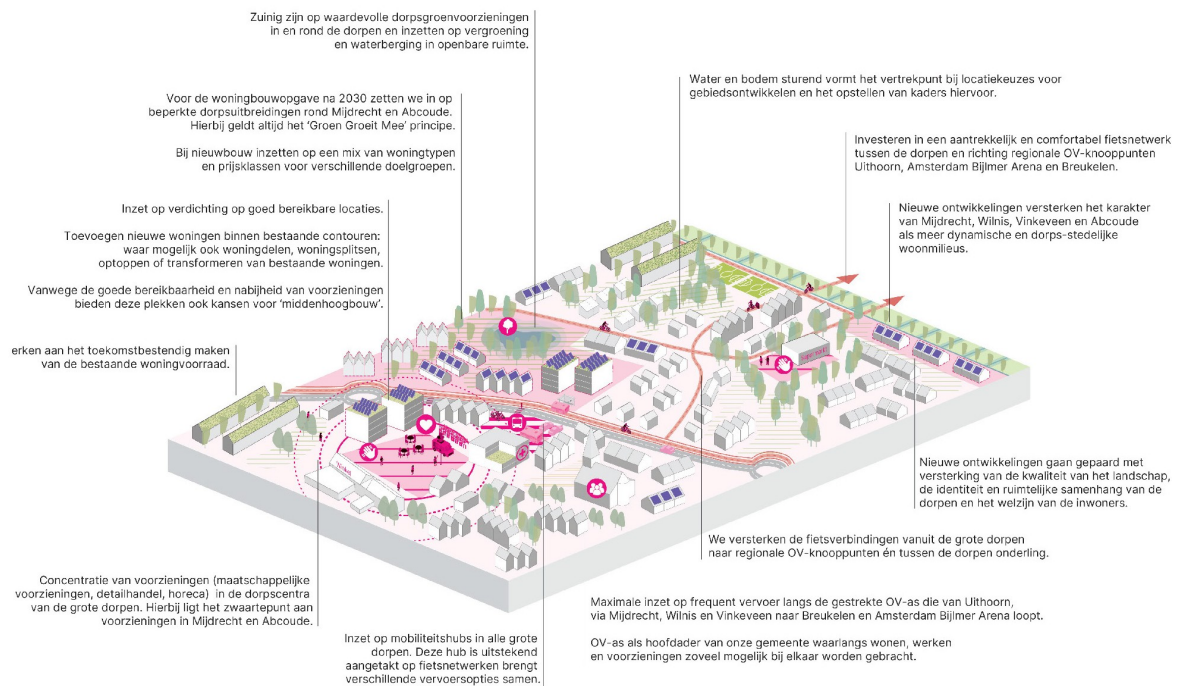 Zuinig zijn op waardevolle dorpsgroenvoorzieningen
in en rond de dorpen en inzetten op vergroening
en waterberging in openbare ruimte.
Water en bodem sturend vormt het vertrekpunt bij locatiekeuzes voor
gebiedsontwikkelen en het opstellen van kaders hiervoor.
Voor de woningbouwopgave na 2030 zetten we in op
beperkte dorpsuitbreidingen rond Mijdrecht en Abcoude.
Hierbij geldt altijd het ‘Groen Groeit Mee’ principe.
Bij nieuwbouw inzetten op een mix van woningtypen
en prijsklassen voor verschillende doelgroepen.
Investeren in een aantrekkelijk en comfortabel fietsnetwerk
tussen de dorpen en richting regionale OV-knooppunten
Uithoorn, Amsterdam Bijlmer Arena en Breukelen.
Inzet op verdichting op goed bereikbare locaties.
Toevoegen nieuwe woningen binnen bestaande contouren:
waar mogelijk ook woningdelen, woningsplitsen,
optoppen of transformeren van bestaande woningen.
Vanwege de goede bereikbaarheid en nabijheid van voorzieningen
bieden deze plekken ook kansen voor ‘middenhoogbouw’.
Nieuwe ontwikkelingen versterken het karakter
van Mijdrecht, Wilnis, Vinkeveen en Abcoude
als meer dynamische en dorps-stedelijke
woonmilieus.
erken aan het toekomstbestendig maken
van de bestaande woningvoorraad.
Nieuwe ontwikkelingen gaan gepaard met
versterking van de kwaliteit van het landschap,
de identiteit en ruimtelijke samenhang van de
dorpen en het welzijn van de inwoners.
We versterken de fietsverbindingen vanuit de grote dorpen
naar regionale OV-knooppunten én tussen de dorpen onderling.
Concentratie van voorzieningen (maatschappelijke
voorzieningen, detailhandel, horeca) in de dorpscentra
van de grote dorpen. Hierbij ligt het zwaartepunt aan
voorzieningen in Mijdrecht en Abcoude.
Maximale inzet op frequent vervoer langs de gestrekte OV-as die van Uithoorn,
via Mijdrecht, Wilnis en Vinkeveen naar Breukelen en Amsterdam Bijlmer Arena loopt.
OV-as als hoofdader van onze gemeente waarlangs wonen, werken
en voorzieningen zoveel mogelijk bij elkaar worden gebracht.
Inzet op mobiliteitshubs in alle grote
dorpen. Deze hub is uitstekend
aangetakt op fietsnetwerken brengt
verschillende vervoersopties samen.